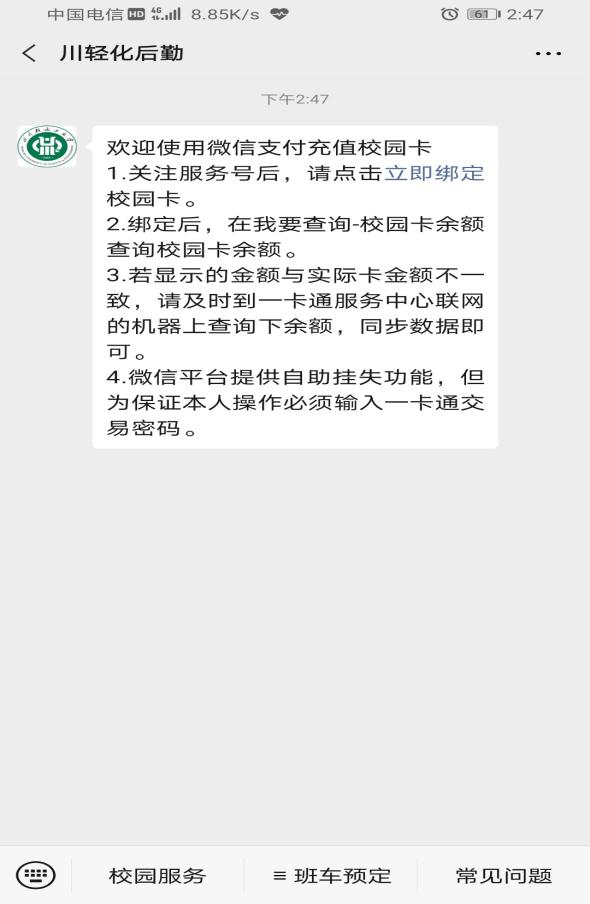 中国电信 HD 4G 8.85K/s 61 2:47
川轻化后勤
下午2:47
欢迎使用微信支付充值校园卡
1.关注服务号后，请点击立即绑定
校园卡。
2.绑定后，在我要查询-校园卡余额
查询校园卡余额。
3.若显示的金额与实际卡金额不一
致，请及时到一卡通服务中心联网
的机器上查询下余额，同步数据即
可。
4.微信平台提供自助挂失功能，但
为保证本人操作必须输入一卡通交
易密码。
校园服务 班车预定 常见问题